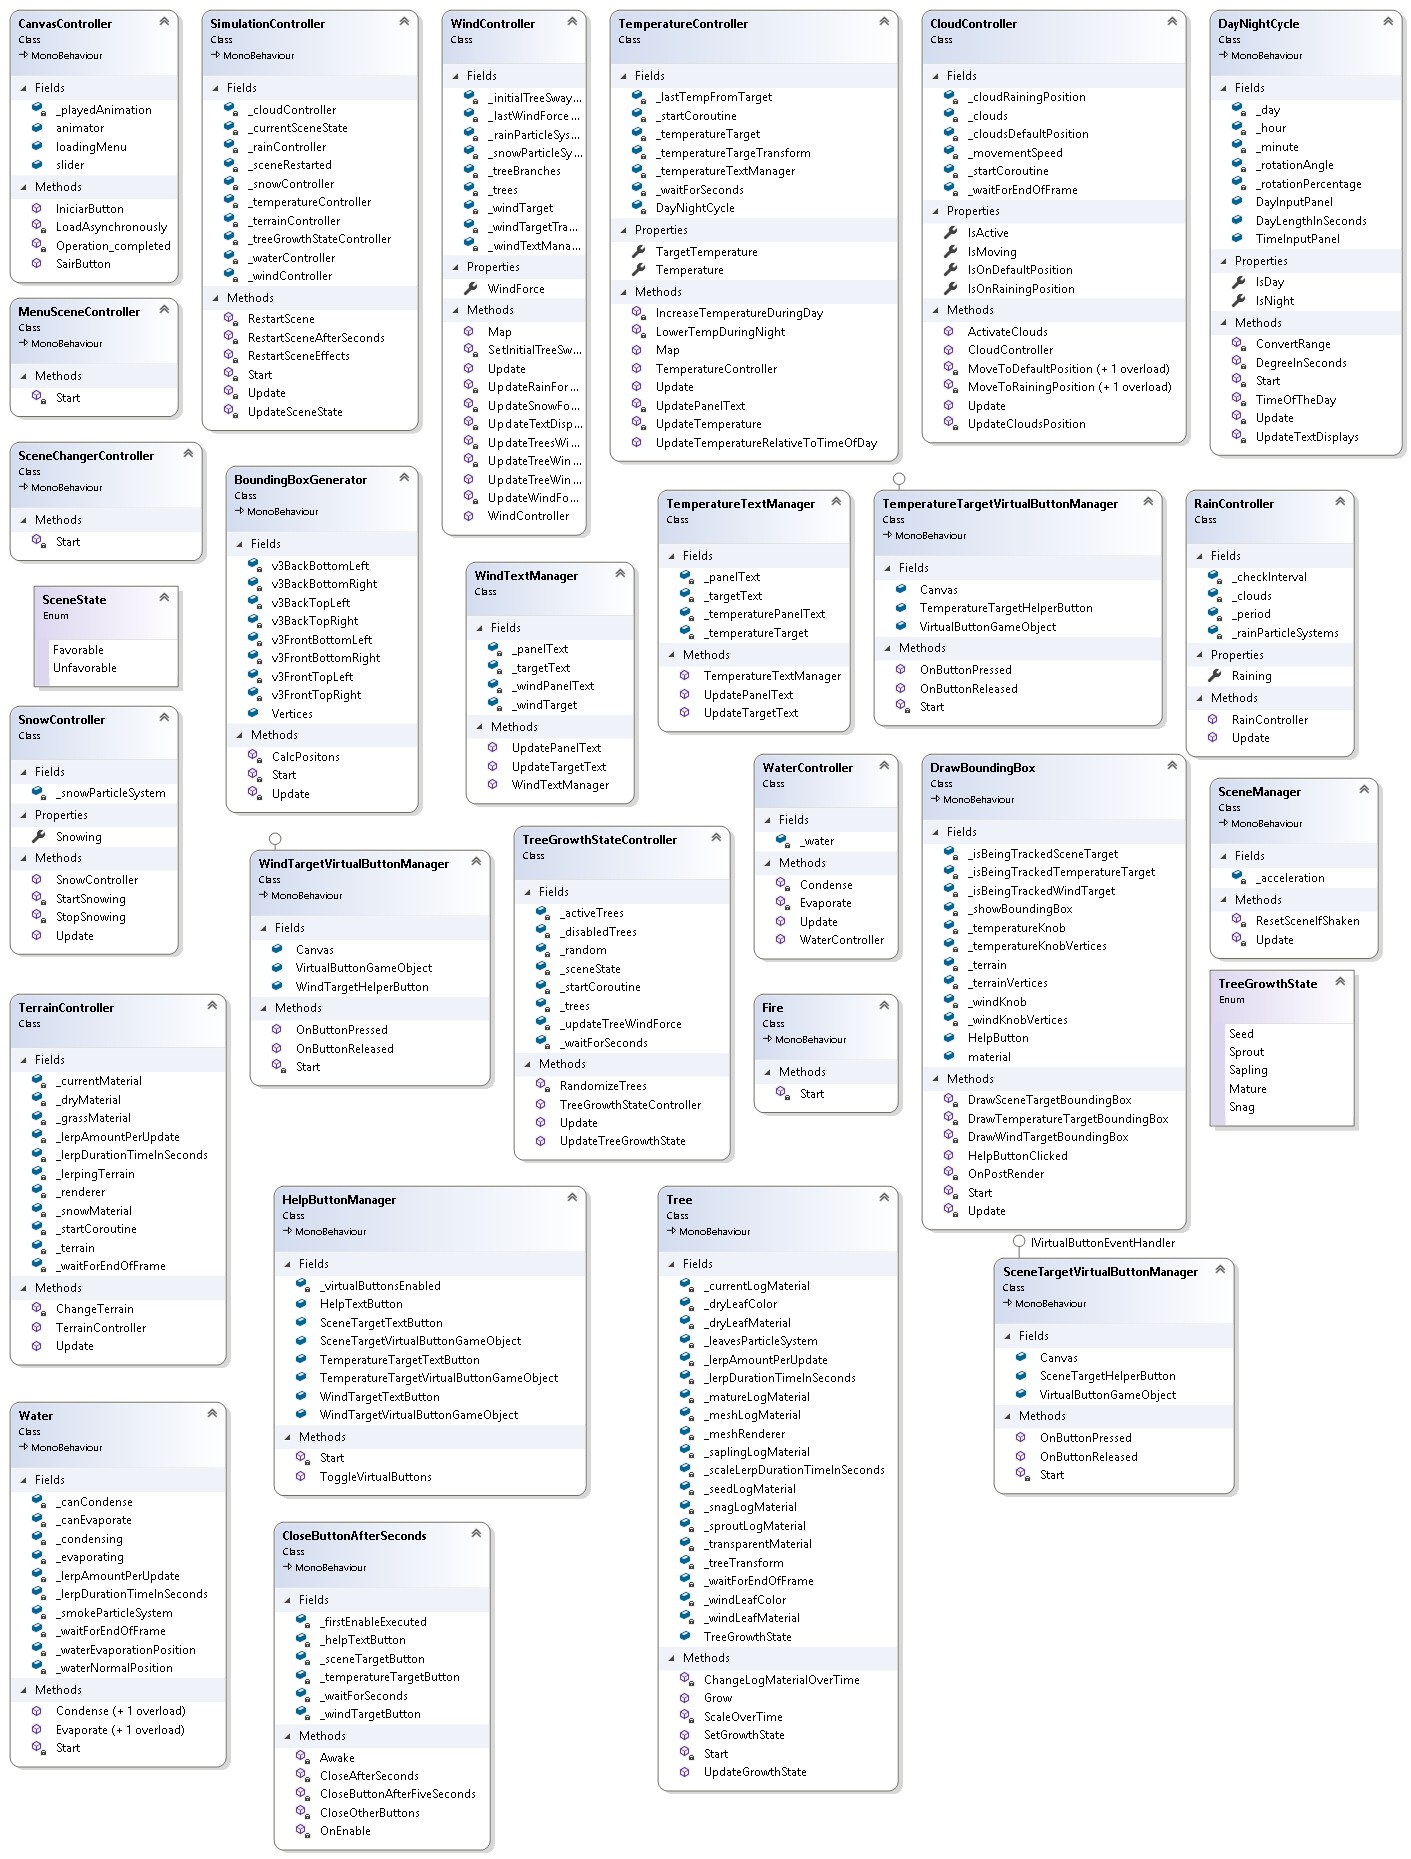 CanvasController
Class
MonoBehaviour
Fields
_playedAnimation
animator
loadingMenu
slider
Methods
IniciarButton
LoadAsynchronously
Operation_completed
SairButton
SimulationController
Class
MonoBehaviour
Fields
_cloudController
_currentSceneState
_rainController
_sceneRestarted
_snowController
_temperatureController
_terrainController
_treeGrowthStateController
_waterController
_windController
Methods
RestartScene
RestartSceneAfterSeconds
RestartSceneEffects
Start
Update
UpdateSceneState
WindController
Class
Fields
_initialTreeSway...
_lastWindForce...
_rainParticleSys...
_snowParticleSy...
_treeBranches
_trees
_windTarget
_windTargetTra...
_windTextMana...
Properties
WindForce
Methods
Map
SetInitialTreeSw...
Update
UpdateRainFor...
UpdateSnowFo...
UpdateTextDisp...
UpdateTreesWi...
UpdateTreeWin...
UpdateTreeWin...
UpdateWindFo...
WindController
TemperatureController
Class
Fields
_lastTempFromTarget
_startCoroutine
_temperatureTarget
_temperatureTargeTransform
_temperatureTextManager
_waitForSeconds
DayNightCycle
Properties
TargetTemperature
Temperature
Methods
IncreaseTemperatureDuringDay
LowerTempDuringNight
Map
TemperatureController
Update
UpdatePanelText
UpdateTemperature
UpdateTemperatureRelativeToTimeOfDay
CloudController
Class
Fields
_cloudRainingPosition
_clouds
_cloudsDefaultPosition
_movementSpeed
_startCoroutine
_waitForEndOfFrame
Properties
IsActive
IsMoving
IsOnDefaultPosition
IsOnRainingPosition
Methods
ActivateClouds
CloudController
MoveToDefaultPosition (+ 1 overload)
MoveToRainingPosition (+ 1 overload)
Update
UpdateCloudsPosition
DayNightCycle
Class
MonoBehaviour
Fields
_day
_hour
_minute
_rotationAngle
_rotationPercentage
DayInputPanel
DayLengthInSeconds
TimeInputPanel
Properties
IsDay
IsNight
Methods
ConvertRange
DegreeInSeconds
Start
TimeOfTheDay
Update
UpdateTextDisplays
MenuSceneController
Class
MonoBehaviour
Methods
Start
SceneChangerController
Class
MonoBehaviour
Methods
Start
BoundingBoxGenerator
Class
MonoBehaviour
Fields
v3BackBottomLeft
v3BackBottomRight
v3BackTopLeft
v3BackTopRight
v3FrontBottomLeft
v3FrontBottomRight
v3FrontTopLeft
v3FrontTopRight
Vertices
Methods
CalcPositons
Start
Update
WindTextManager
Class
Fields
_panelText
_targetText
_windPanelText
_windTarget
Methods
UpdatePanelText
UpdateTargetText
WindTextManager
TemperatureTextManager
Class
Fields
_panelText
_targetText
_temperaturePanelText
_temperatureTarget
Methods
TemperatureTextManager
UpdatePanelText
UpdateTargetText
TemperatureTargetVirtualButtonManager
Class
MonoBehaviour
Fields
Canvas
TemperatureTargetHelperButton
VirtualButtonGameObject
Methods
OnButtonPressed
OnButtonReleased
Start
RainController
Class
Fields
_checkInterval
_clouds
_period
_rainParticleSystems
Properties
Raining
Methods
RainController
Update
SceneState
Enum
Favorable
Unfavorable
SnowController
Class
Fields
_snowParticleSystem
Properties
Snowing
Methods
SnowController
StartSnowing
StopSnowing
Update
WindTargetVirtualButtonManager
Class
MonoBehaviour
Fields
Canvas
VirtualButtonGameObject
WindTargetHelperButton
Methods
OnButtonPressed
OnButtonReleased
Start
TreeGrowthStateController
Class
Fields
_activeTrees
_disabledTrees
_random
_sceneState
_startCoroutine
_trees
_updateTreeWindForce
_waitForSeconds
Methods
RandomizeTrees
TreeGrowthStateController
Update
UpdateTreeGrowthState
WaterController
Class
Fields
_water
Methods
Condense
Evaporate
Update
WaterController
DrawBoundingBox
Class
MonoBehaviour
Fields
_isBeingTrackedSceneTarget
_isBeingTrackedTemperatureTarget
_isBeingTrackedWindTarget
_showBoundingBox
_temperatureKnob
_temperatureKnobVertices
_terrain
_terrainVertices
_windKnob
_windKnobVertices
HelpButton
material
Methods
DrawSceneTargetBoundingBox
DrawTemperatureTargetBoundingBox
DrawWindTargetBoundingBox
HelpButtonClicked
OnPostRender
Start
Update
SceneManager
Class
MonoBehaviour
Fields
_acceleration
Methods
ResetSceneIfShaken
Update
TreeGrowthState
Enum
Seed
Sprout
Sapling
Mature
Snag
Fire
Class
MonoBehaviour
Methods
Start
TerrainController
Class
Fields
_currentMaterial
_dryMaterial
_grassMaterial
_lerpAmountPerUpdate
_lerpDurationTimeInSeconds
_lerpingTerrain
_renderer
_snowMaterial
_startCoroutine
_terrain
_waitForEndOfFrame
Methods
ChangeTerrain
TerrainController
Update
HelpButtonManager
Class
MonoBehaviour
Fields
_virtualButtonsEnabled
HelpTextButton
SceneTargetTextButton
SceneTargetVirtualButtonGameObject
TemperatureTargetTextButton
TemperatureTargetVirtualButtonGameObject
WindTargetTextButton
WindTargetVirtualButtonGameObject
Methods
Start
ToggleVirtualButtons
Tree
Class
MonoBehaviour
Fields
_currentLogMaterial
_dryLeafColor
_dryLeafMaterial
_leavesParticleSystem
_lerpAmountPerUpdate
_lerpDurationTimeInSeconds
_matureLogMaterial
_meshLogMaterial
_meshRenderer
_saplingLogMaterial
_scaleLerpDurationTimeInSeconds
_seedLogMaterial
_snagLogMaterial
_sproutLogMaterial
_transparentMaterial
_treeTransform
_waitForEndOfFrame
_windLeafColor
_windLeafMaterial
TreeGrowthState
Methods
ChangeLogMaterialOverTime
Grow
ScaleOverTime
SetGrowthState
Start
UpdateGrowthState
IVirtualButtonEventHandler
SceneTargetVirtualButtonManager
Class
MonoBehaviour
Fields
Canvas
SceneTargetHelperButton
VirtualButtonGameObject
Methods
OnButtonPressed
OnButtonReleased
Start
Water
Class
MonoBehaviour
Fields
_canCondense
_canEvaporate
_condensing
_evaporating
_lerpAmountPerUpdate
_lerpDurationTimeInSeconds
_smokeParticleSystem
_waitForEndOfFrame
_waterEvaporationPosition
_waterNormalPosition
Methods
Condense (+ 1 overload)
Evaporate (+ 1 overload)
Start
CloseButtonAfterSeconds
Class
MonoBehaviour
Fields
_firstEnableExecuted
_helpTextButton
_sceneTargetButton
_temperatureTargetButton
_waitForSeconds
_windTargetButton
Methods
Awake
CloseAfterSeconds
CloseButtonAfterFiveSeconds
CloseOtherButtons
OnEnable